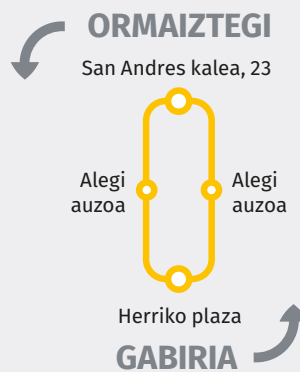 ORMAIZTEGI
San Andres kalea, 23
Alegi
auzoa
Alegi
auzoa
Herriko plaza
GABIRIA